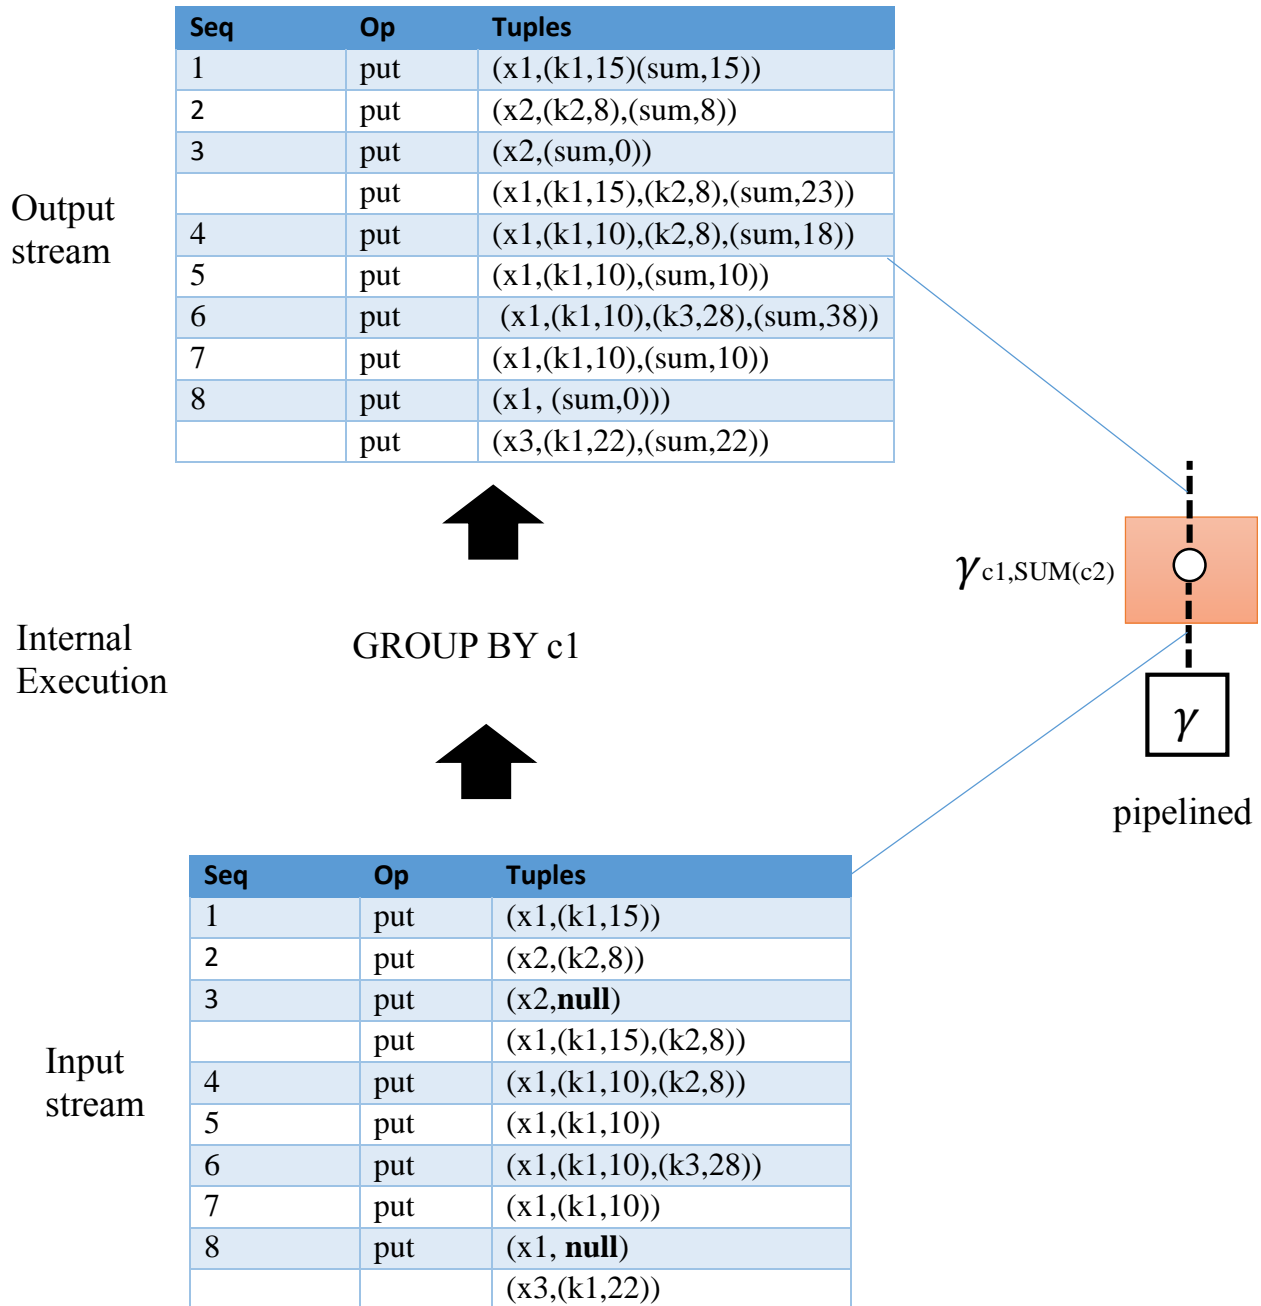 Seq Op Tuples
1 put (x1,(k1,15)(sum,15))
2 put (x2,(k2,8),(sum,8))
3 put (x2,(sum,0))
put (x1,(k1,15),(k2,8),(sum,23))
4 put (x1,(k1,10),(k2,8),(sum,18))
5 put (x1,(k1,10),(sum,10))
6 put (x1,(k1,10),(k3,28),(sum,38))
7 put (x1,(k1,10),(sum,10))
8 put (x1, (sum,0)))
put (x3,(k1,22),(sum,22))
Output
stream
γc1,SUM(c2)
Internal
Execution
GROUP BY c1
γ
pipelined
Seq Op Tuples
1 put (x1,(k1,15))
2 put (x2,(k2,8))
3 put (x2,null)
put (x1,(k1,15),(k2,8))
4 put (x1,(k1,10),(k2,8))
5 put (x1,(k1,10))
6 put (x1,(k1,10),(k3,28))
7 put (x1,(k1,10))
8 put (x1, null)
(x3,(k1,22))
Input
stream